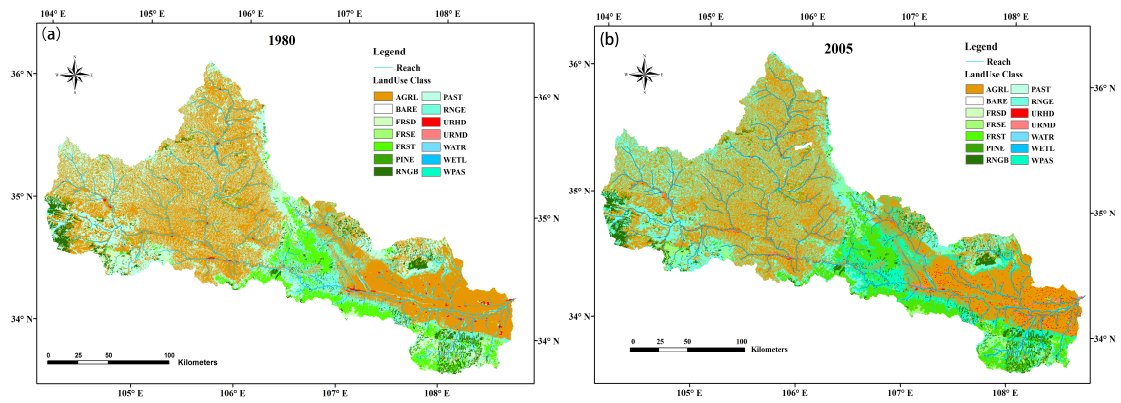 104° E 105° E 106° E 107° E 108° E
(a)
1980
N
W E
S
Legend
Reach
LandUse Class
AGRL PAST
BARE RNGE
FRSD URHD
FRSE URMD
FRST WATR
PINE WETL
RNGB WPAS
36° N
35° N
34° N
36° N
35° N
34° N
0 25 50 100
Kilometers
105° E 106° E 107° E 108° E
104° E 105° E 106° E 107° E 108° E
(b)
2005
N
W E
S
Legend
Reach
LandUse Class
AGRL PAST
BARE RNGE
FRSD URHD
FRSE URMD
FRST WATR
PINE WETL
RNGB WPAS
36° N
35° N
34° N
36° N
35° N
34° N
0 25 50 100
Kilometers
105° E 106° E 107° E 108° E